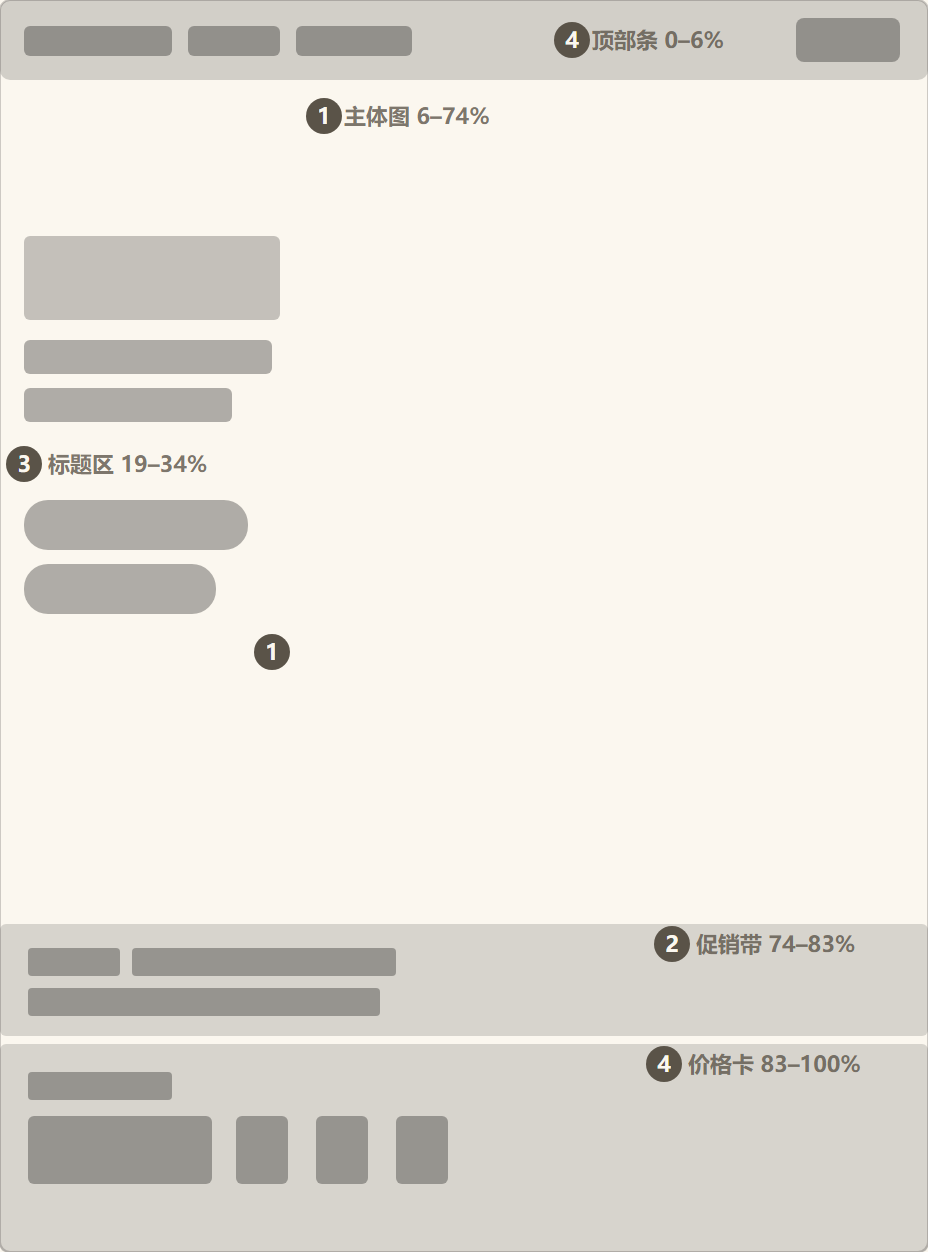 4 顶部条 0–6%
1 主体图 6–74%
3 标题区 19–34%
1
2 促销带 74–83%
4 价格卡 83–100%